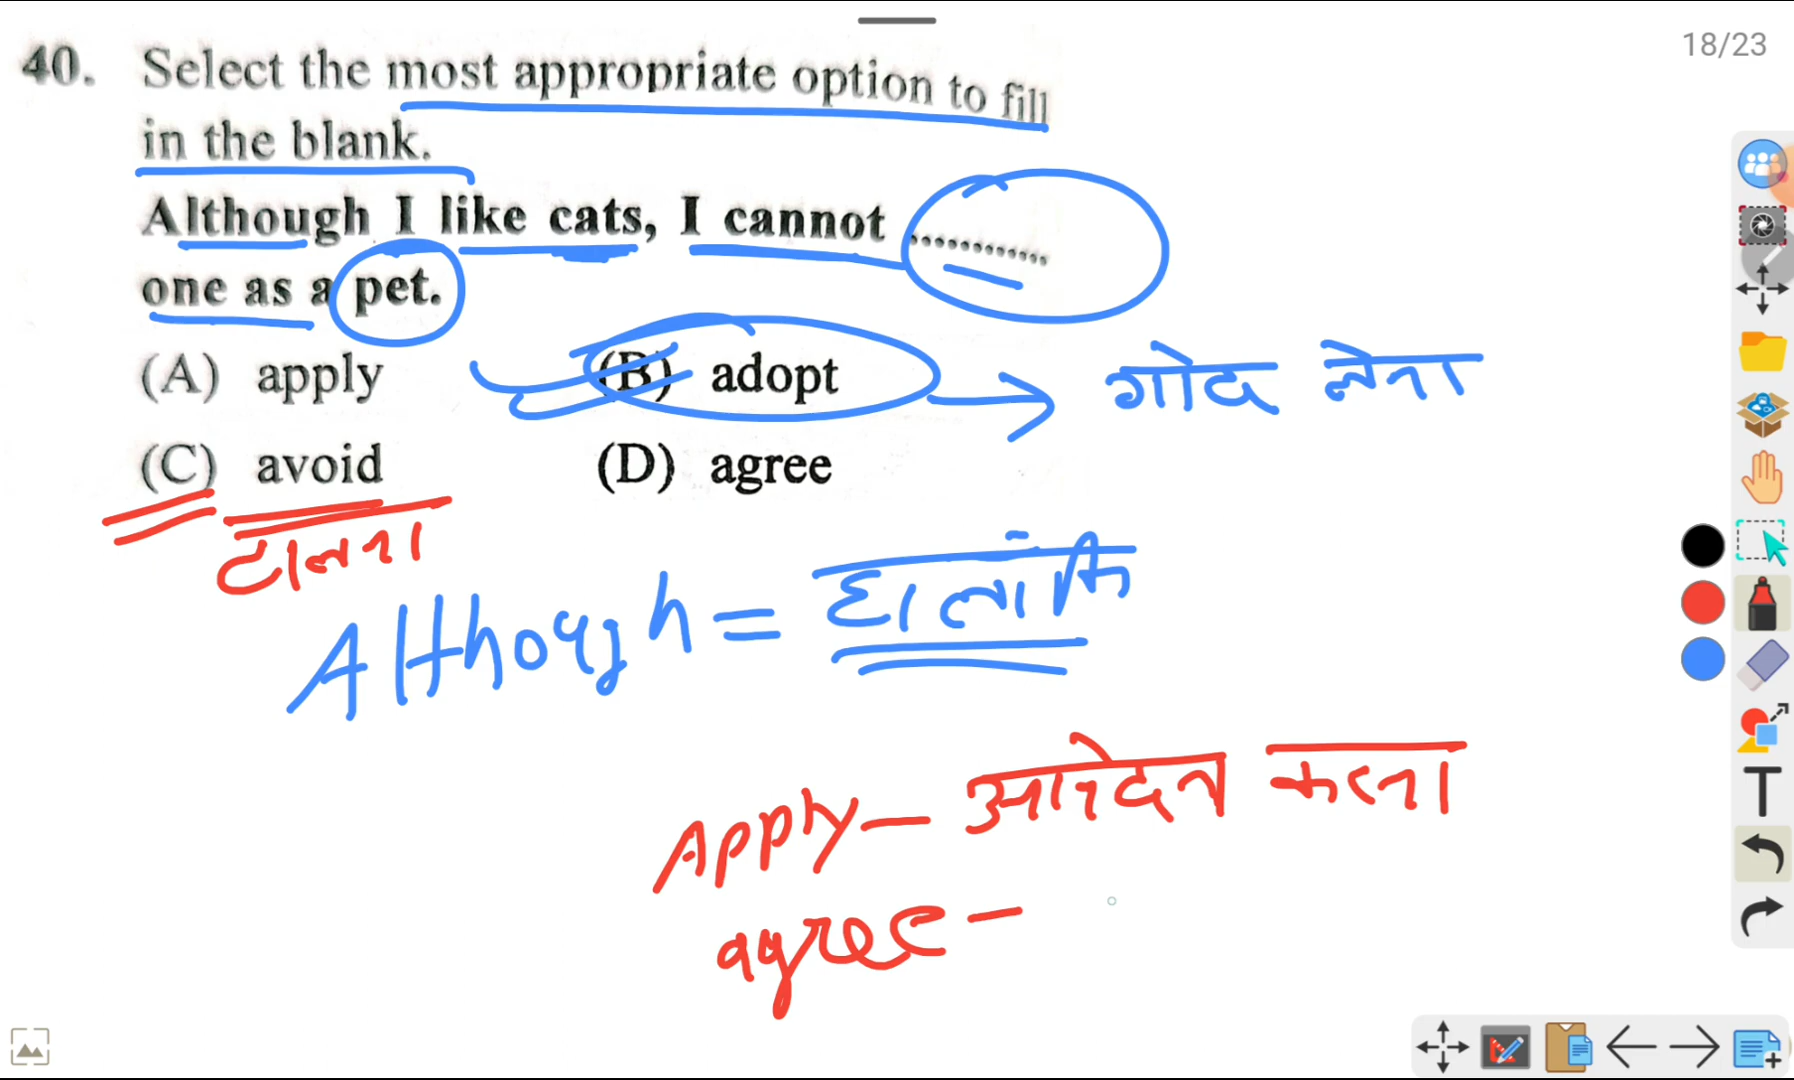 18/23
40. Select the most appropriate option to fill
in the blank.
Although I like cats, I cannot ............
one as a pet.
(A) apply (B) adopt → गोद लेना
(C) avoid (D) agree
टालना
Although = हालांकि
Apply — आवेदन करना
agree —
T